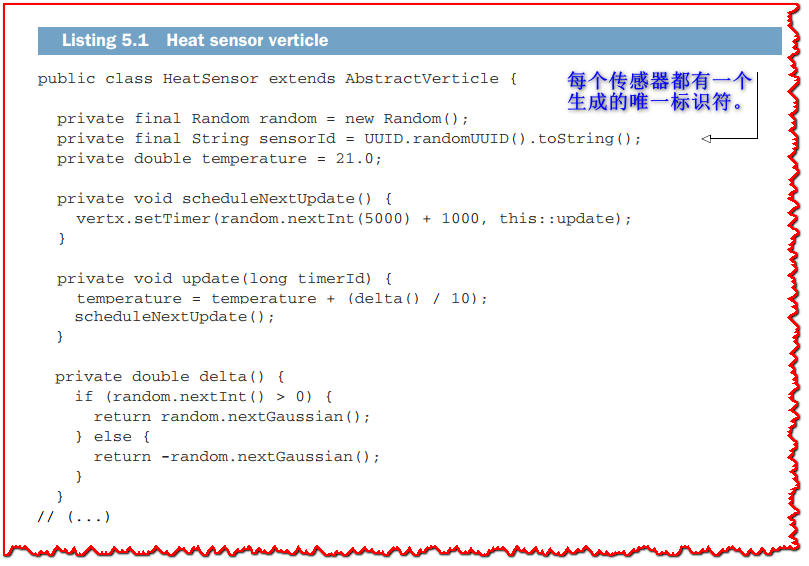 Listing 5.1 Heat sensor verticle
public class HeatSensor extends AbstractVerticle {
每个传感器都有一个
生成的唯一标识符。
private final Random random = new Random();
private final String sensorId = UUID.randomUUID().toString();
private double temperature = 21.0;
private void scheduleNextUpdate() {
vertx.setTimer(random.nextInt(5000) + 1000, this::update);
}
private void update(long timerId) {
temperature = temperature + (delta() / 10);
scheduleNextUpdate();
}
private double delta() {
if (random.nextInt() > 0) {
return random.nextGaussian();
} else {
return -random.nextGaussian();
}
}
// (...)